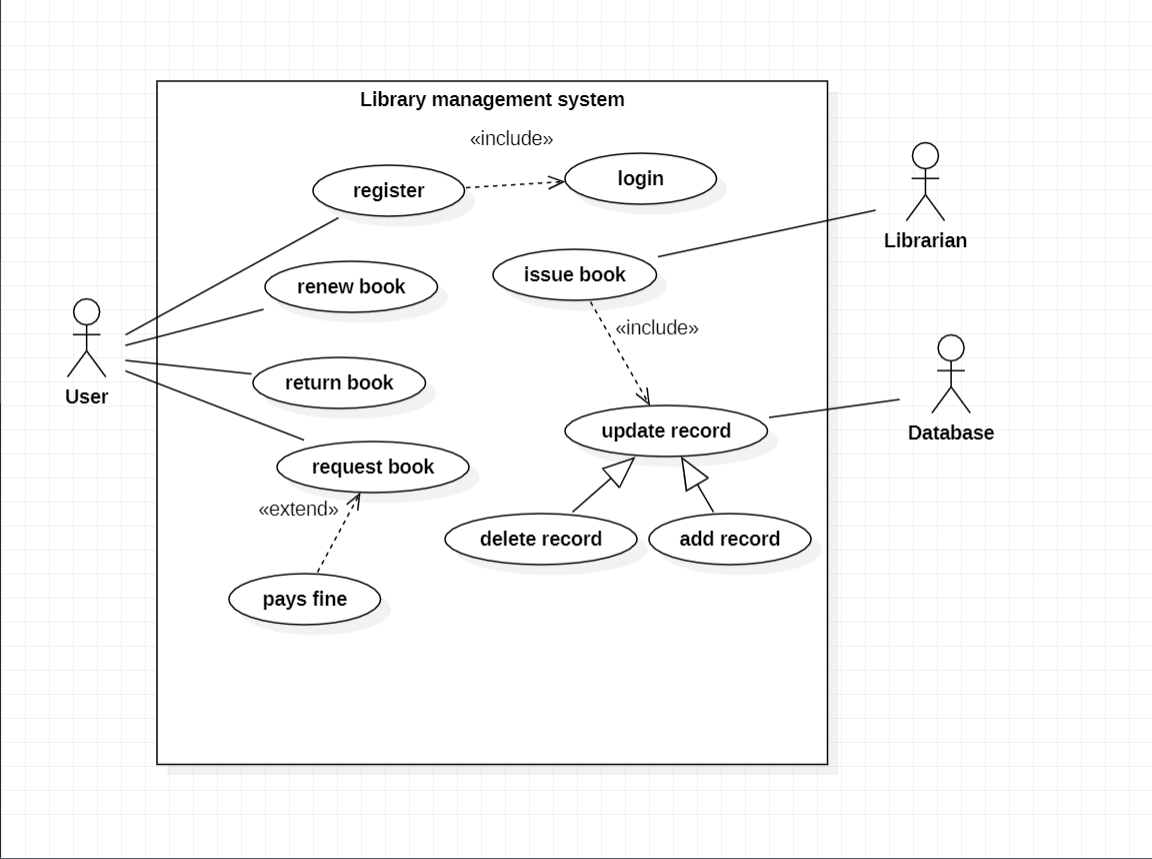 Library management system
«include»
register
login
Librarian
issue book
renew book
«include»
User
return book
Database
update record
request book
«extend»
delete record
add record
pays fine